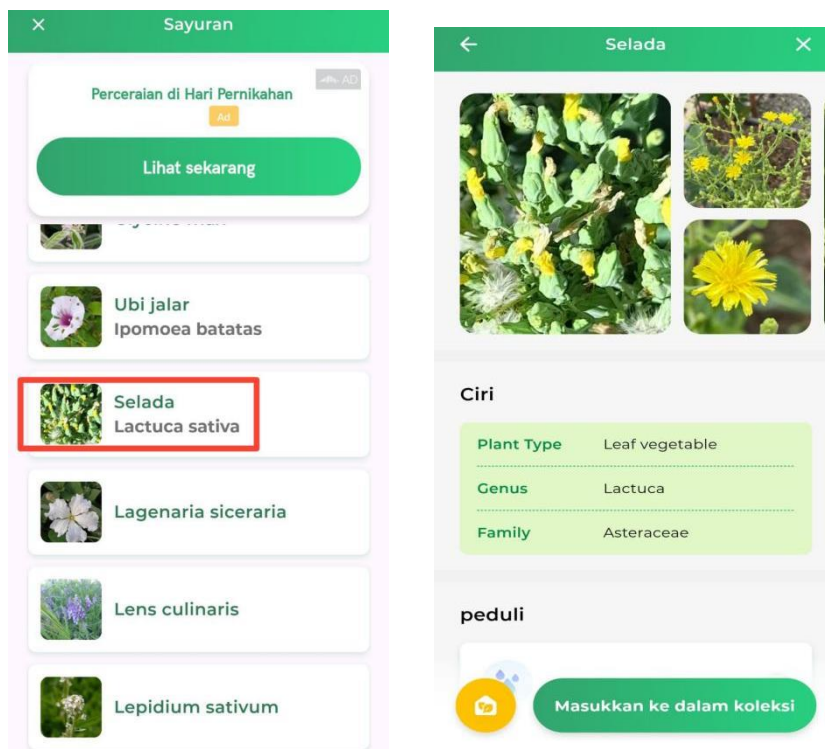 Sayuran
AD
Perceraian di Hari Pernikahan
Ad
Lihat sekarang
Ubi jalar
Ipomoea batatas
Selada
Lactuca sativa
Lagenaria siceraria
Lens culinaris
Lepidium sativum
Selada
Ciri
Plant Type Leaf vegetable
Genus Lactuca
Family Asteraceae
peduli
Masukkan ke dalam koleksi